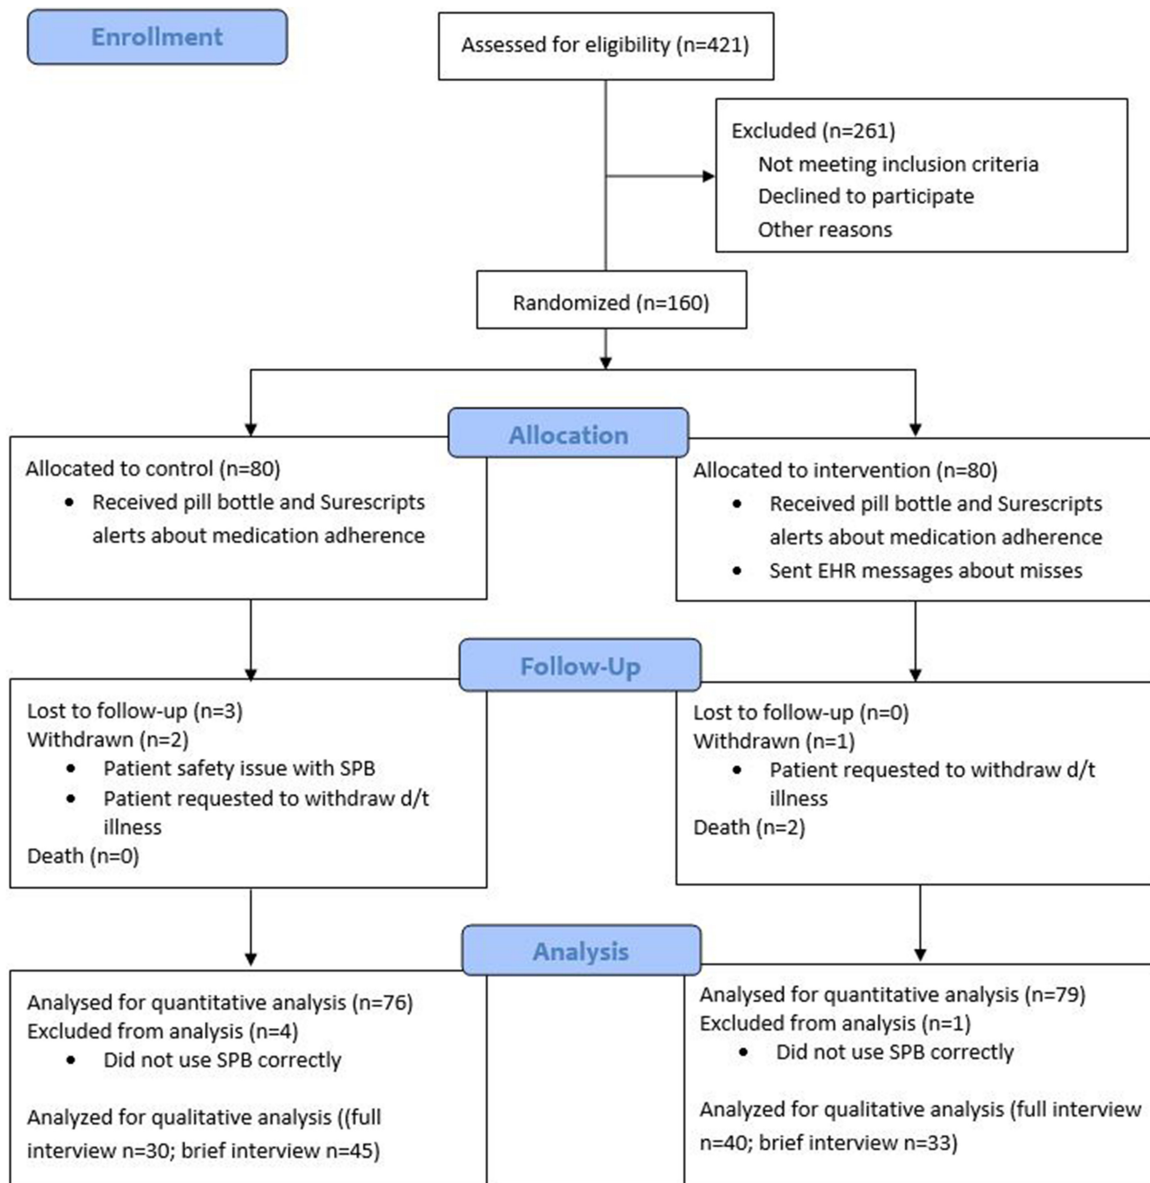 Enrollment
Assessed for eligibility (n=421)
Excluded (n=261)
Not meeting inclusion criteria
Declined to participate
Other reasons
Randomized (n=160)
Allocation
Allocated to control (n=80)
• Received pill bottle and Surescripts
alerts about medication adherence
Allocated to intervention (n=80)
• Received pill bottle and Surescripts
alerts about medication adherence
• Sent EHR messages about misses
Follow-Up
Lost to follow-up (n=3)
Withdrawn (n=2)
• Patient safety issue with SPB
• Patient requested to withdraw d/t
illness
Death (n=0)
Lost to follow-up (n=0)
Withdrawn (n=1)
• Patient requested to withdraw d/t
illness
Death (n=2)
Analysis
Analysed for quantitative analysis (n=76)
Excluded from analysis (n=4)
• Did not use SPB correctly
Analyzed for qualitative analysis ((full
interview n=30; brief interview n=45)
Analysed for quantitative analysis (n=79)
Excluded from analysis (n=1)
• Did not use SPB correctly
Analyzed for qualitative analysis (full interview
n=40; brief interview n=33)